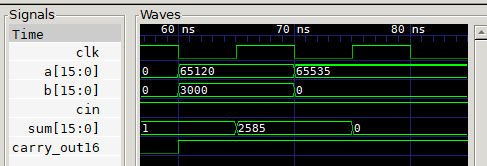 Signals Waves
Time 60 ns 70 ns 80 ns
clk
a[15:0] 0 65120 65535
b[15:0] 0 3000 0
cin
sum[15:0] 1 2585 0
carry_out16